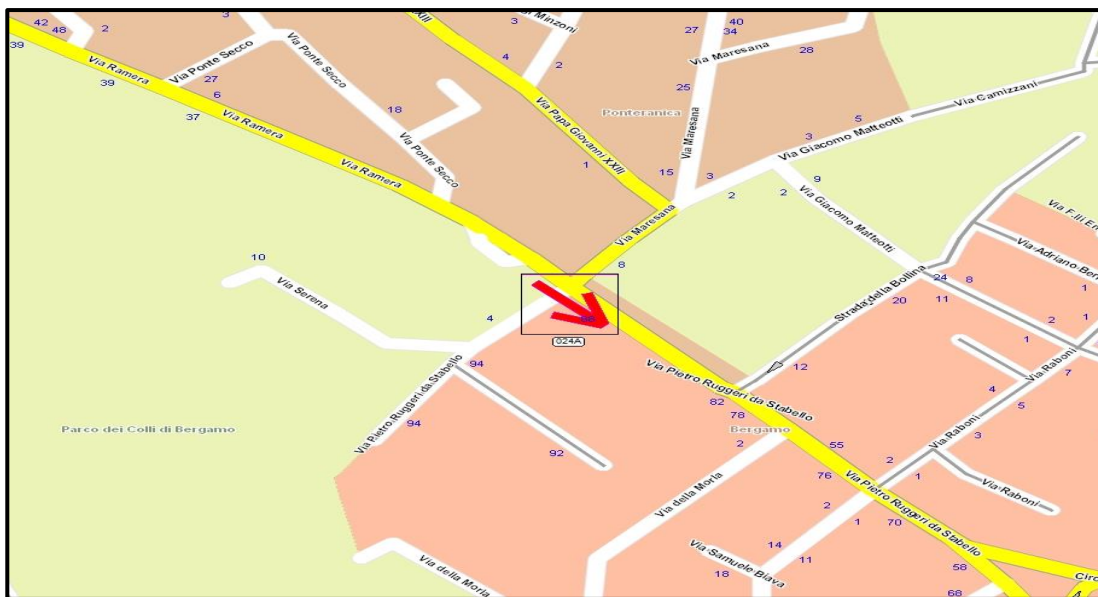 42
48
2
3
XXIII
3
gi Minzoni
27
40
34
39
Via Ramera
Via Ponte Secco
Via Ponte Secco
4
2
Via Maresana
28
39
27
6
37
Via Ramera
18
25
Via Papa Giovanni XXIII
Ponteranica
Via Camizzani
5
3
Via Giacomo Matteotti
Via Ramera
Via Ponte Secco
1
15
Via Maresana
3
2
2
9
Via Giacomo Matteotti
Via Maresana
8
10
Via Serena
4
024A
94
Via Pietro Ruggeri da Stabello
94
92
Parco dei Colli di Bergamo
Strada della Bollina
24
20
11
8
Via F.lli
Via Adriano Ber
1
2
1
1
12
Via Pietro Ruggeri da Stabello
82
78
2
Bergamo
55
4
5
7
Via Raboni
Via Raboni
3
2
1
Via Raboni
76
Via della Morla
2
1
70
Via Pietro Ruggeri da Stabello
14
11
Via Samuele Biava
18
Via della Morla
58
68
Circ